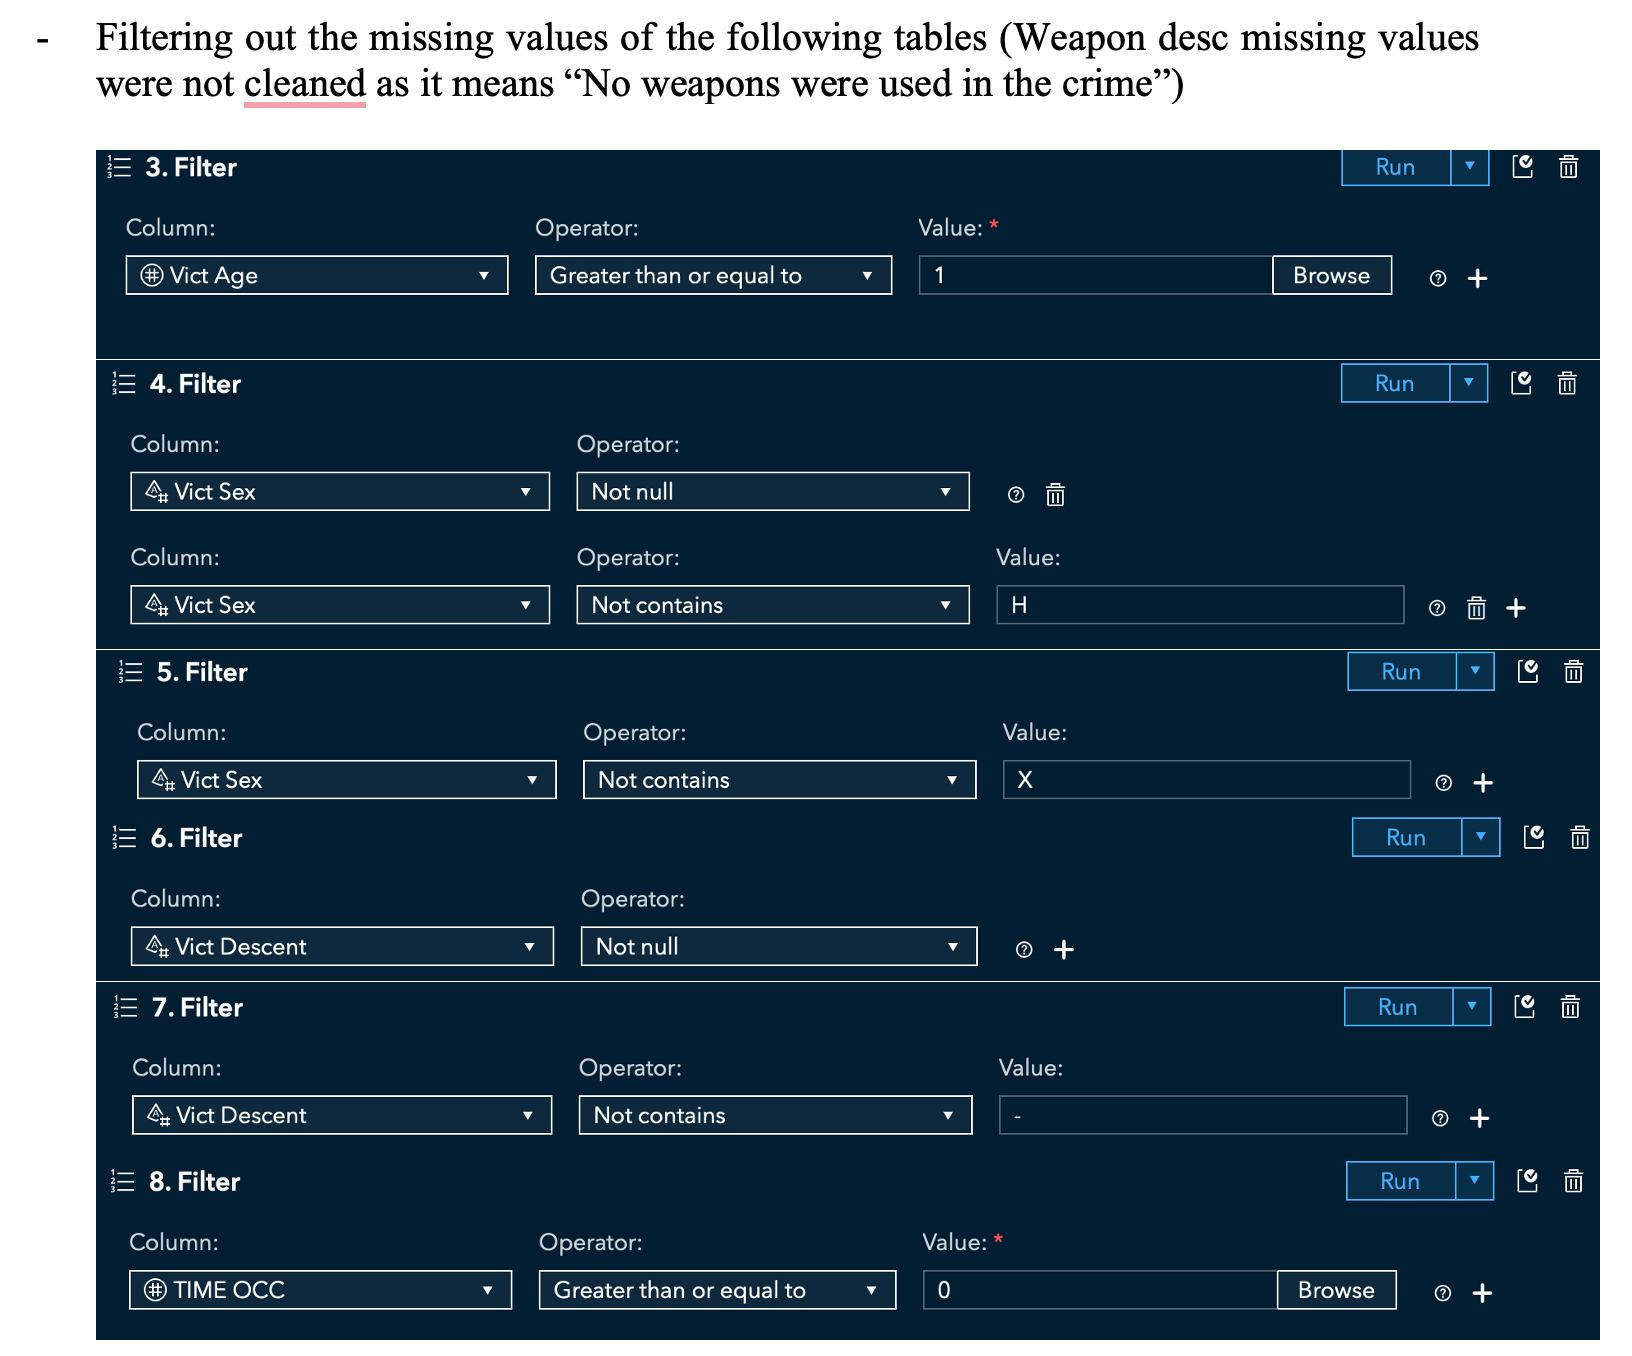 - Filtering out the missing values of the following tables (Weapon desc missing values
were not cleaned as it means “No weapons were used in the crime”)
3. Filter Run
Column: Operator: Value: *
Vict Age Greater than or equal to 1 Browse
4. Filter Run
Column: Operator:
Vict Sex Not null
Column: Operator: Value:
Vict Sex Not contains H
5. Filter Run
Column: Operator: Value:
Vict Sex Not contains X
6. Filter Run
Column: Operator:
Vict Descent Not null
7. Filter Run
Column: Operator: Value:
Vict Descent Not contains -
8. Filter Run
Column: Operator: Value: *
TIME OCC Greater than or equal to 0 Browse